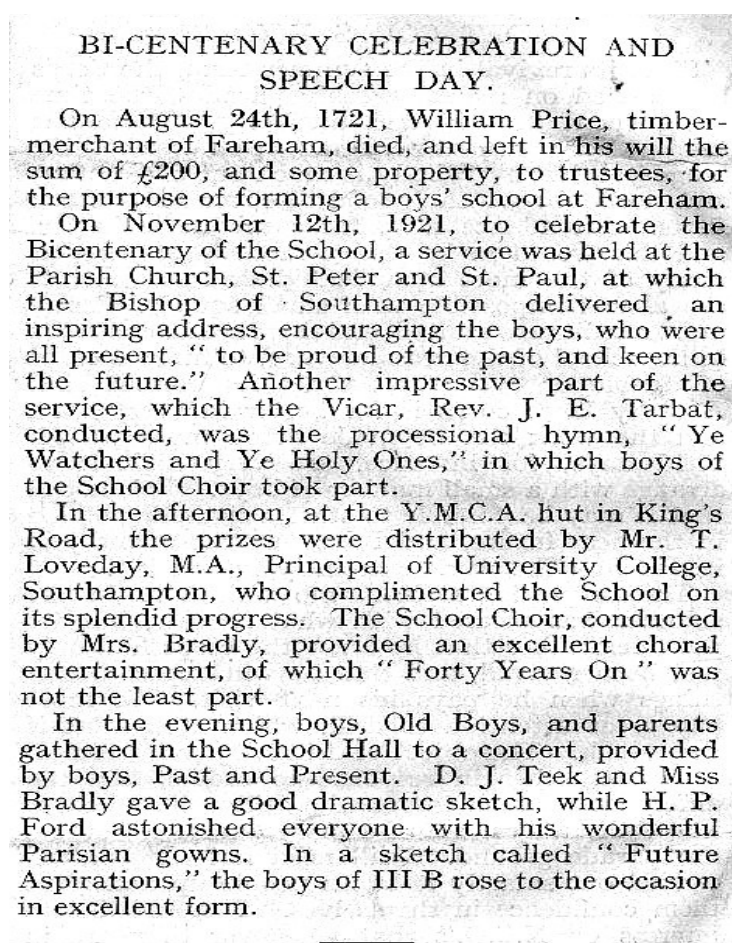 BI-CENTENARY CELEBRATION AND
SPEECH DAY.
On August 24th, 1721, William Price, timber-
merchant of Fareham, died, and left in his will the
sum of £200, and some property, to trustees, for
the purpose of forming a boys' school at Fareham.
On November 12th, 1921, to celebrate the
Bicentenary of the School, a service was held at the
Parish Church, St. Peter and St. Paul, at which
the Bishop of Southampton delivered an
inspiring address, encouraging the boys, who were
all present, " to be proud of the past, and keen on
the future." Another impressive part of the
service, which the Vicar, Rev. J. E. Tarbat,
conducted, was the processional hymn, " Ye
Watchers and Ye Holy Ones," in which boys of
the School Choir took part.
In the afternoon, at the Y.M.C.A. hut in King's
Road, the prizes were distributed by Mr. T.
Loveday, M.A., Principal of University College,
Southampton, who complimented the School on
its splendid progress. The School Choir, conducted
by Mrs. Bradly, provided an excellent choral
entertainment, of which " Forty Years On " was
not the least part.
In the evening, boys, Old Boys, and parents
gathered in the School Hall to a concert, provided
by boys, Past and Present. D. J. Teek and Miss
Bradly gave a good dramatic sketch, while H. P.
Ford astonished everyone with his wonderful
Parisian gowns. In a sketch called " Future
Aspirations," the boys of III B rose to the occasion
in excellent form.